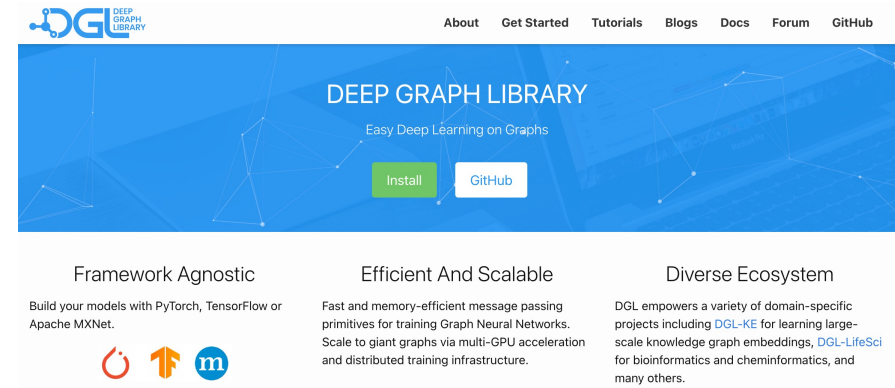 DGL DEEP
GRAPH
LIBRARY
About Get Started Tutorials Blogs Docs Forum GitHub
DEEP GRAPH LIBRARY
Easy Deep Learning on Graphs
Install GitHub
Framework Agnostic
Build your models with PyTorch, TensorFlow or
Apache MXNet.
m
Efficient And Scalable
Fast and memory-efficient message passing
primitives for training Graph Neural Networks.
Scale to giant graphs via multi-GPU acceleration
and distributed training infrastructure.
Diverse Ecosystem
DGL empowers a variety of domain-specific
projects including DGL-KE for learning large-
scale knowledge graph embeddings, DGL-LifeSci
for bioinformatics and cheminformatics, and
many others.